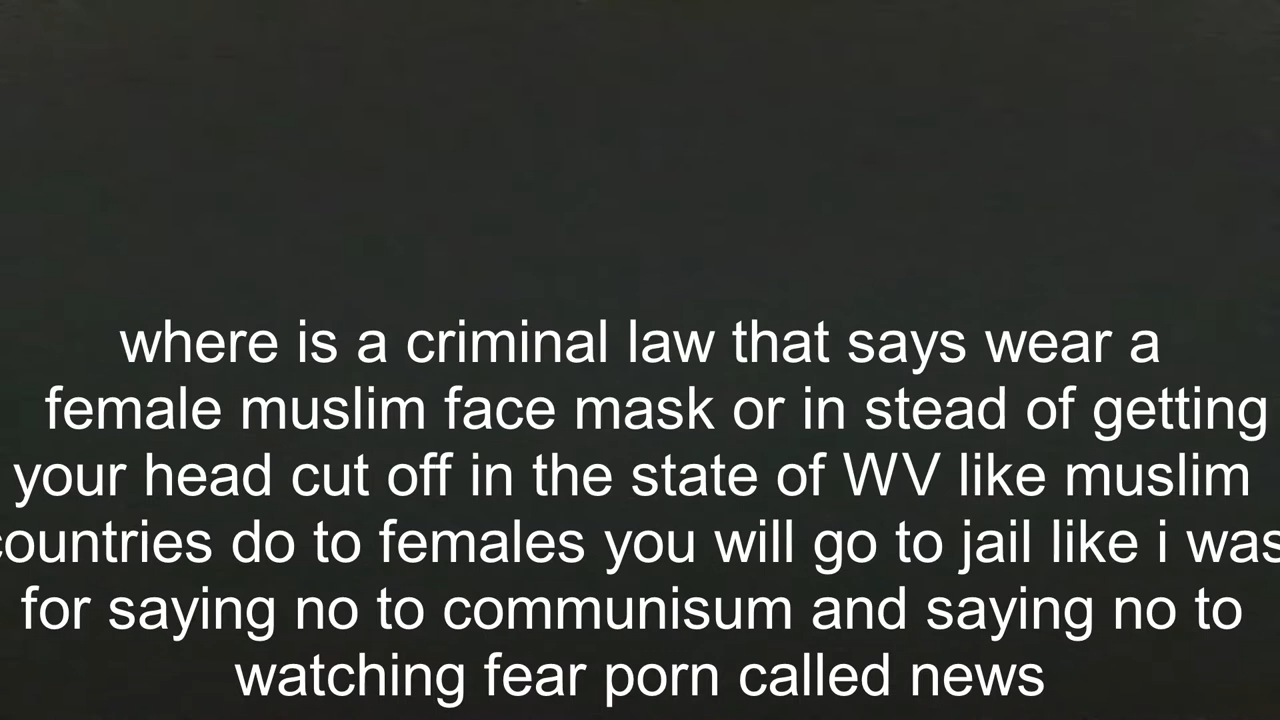 where is a criminal law that says wear a
female muslim face mask or in stead of getting
your head cut off in the state of WV like muslim
countries do to females you will go to jail like i was
for saying no to communisum and saying no to
watching fear porn called news